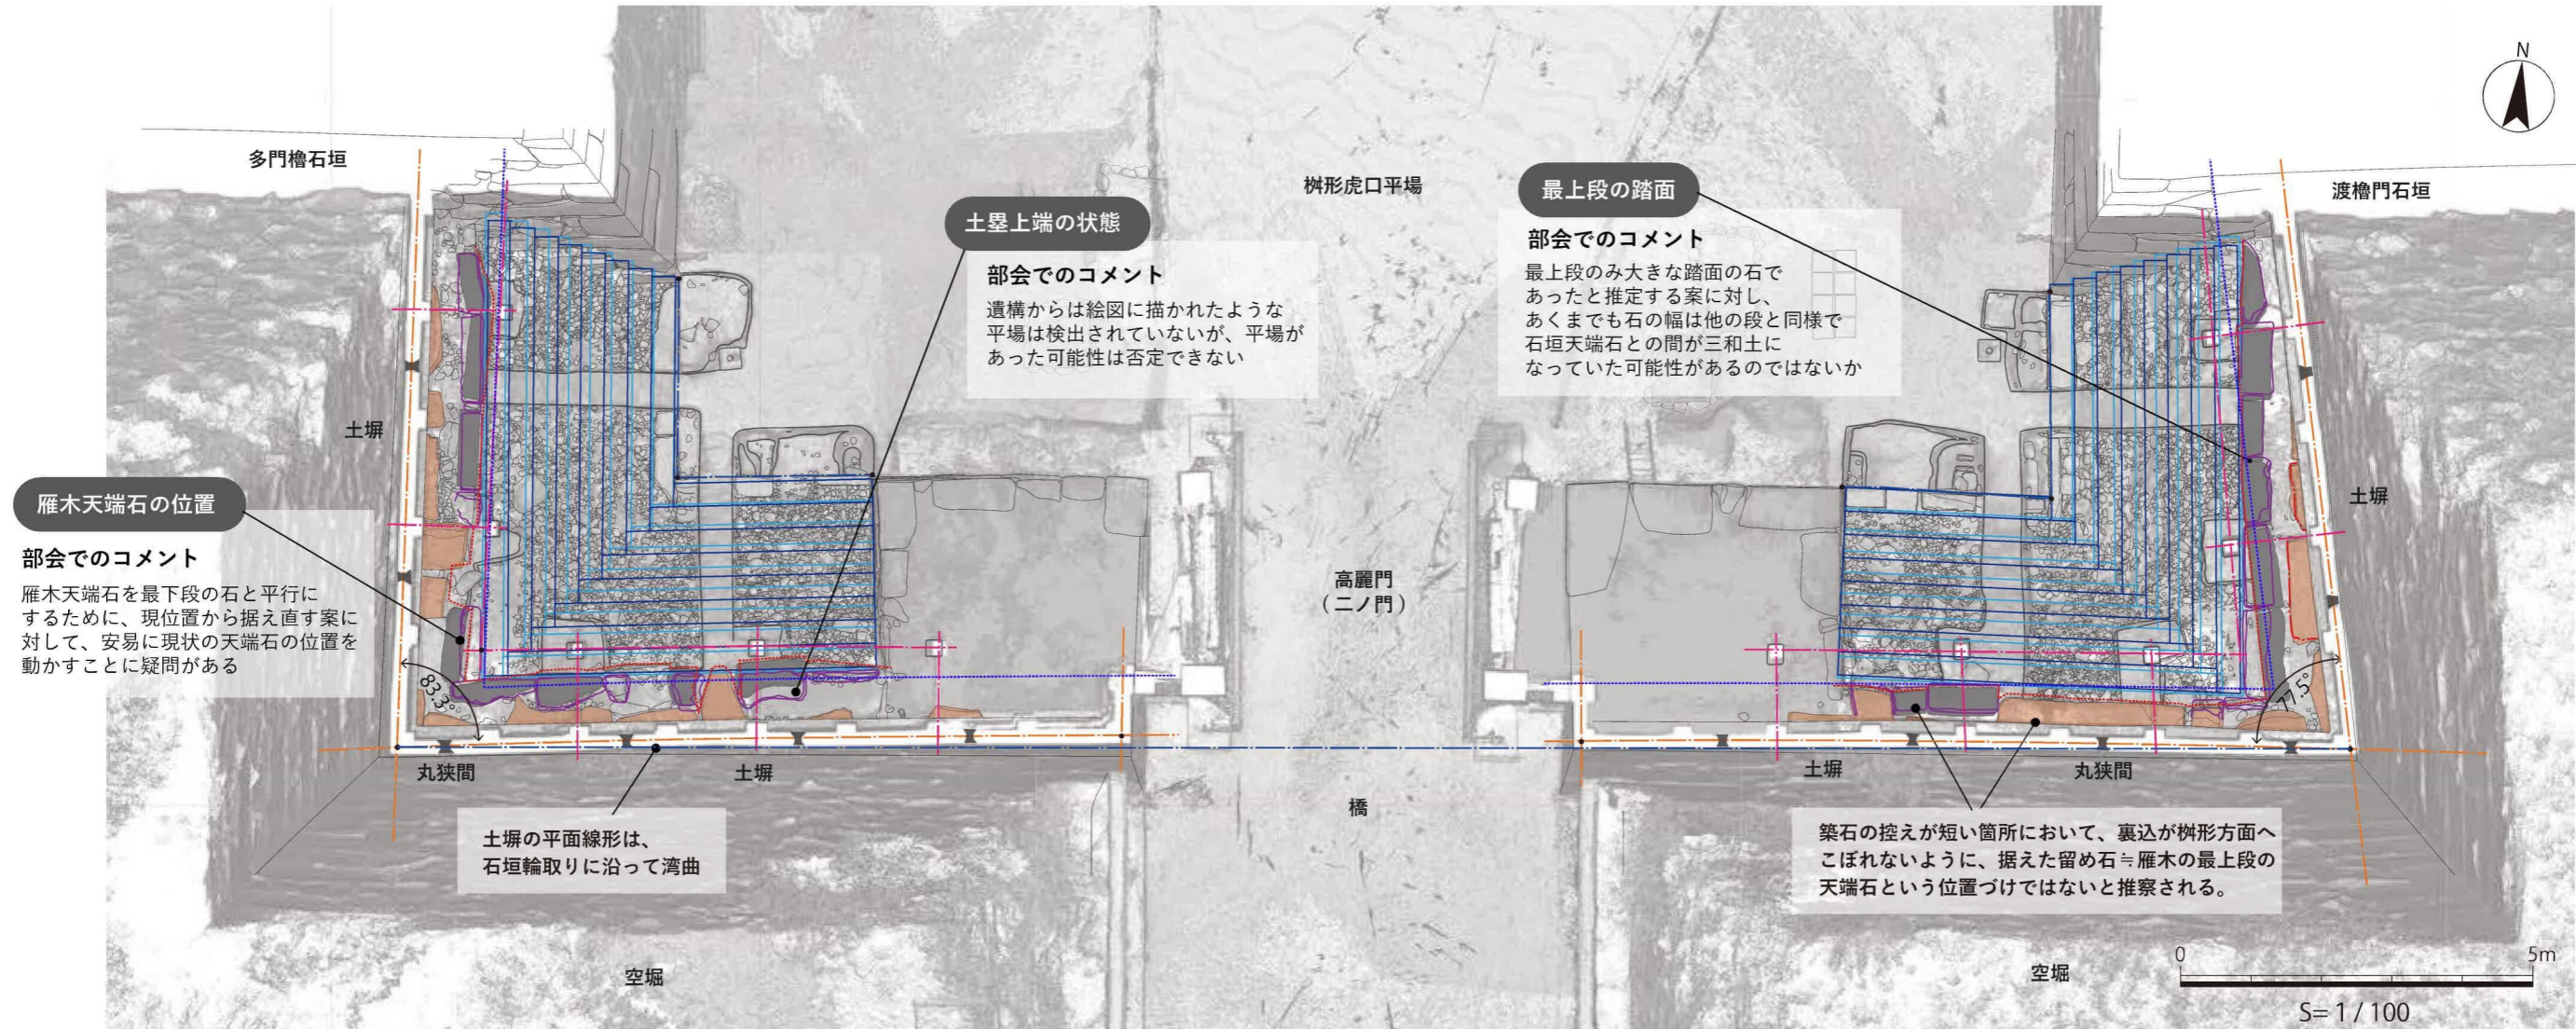 N
多門櫓石垣
桝形虎口平場
渡櫓門石垣
最上段の踏面
部会でのコメント
最上段のみ大きな踏面の石で
あったと推定する案に対し、
あくまでも石の幅は他の段と同様で
石垣天端石との間が三和土に
なっていた可能性があるのではないか
土塁上端の状態
部会でのコメント
遺構からは絵図に描かれたような
平場は検出されていないが、平場が
あった可能性は否定できない
土塀
土塀
雁木天端石の位置
部会でのコメント
雁木天端石を最下段の石と平行に
するために、現位置から据え直す案に
対して、安易に現状の天端石の位置を
動かすことに疑問がある
高麗門
（二ノ門）
83.3°
77.5°
丸狭間
土塀
土塀
丸狭間
橋
土塀の平面線形は、
石垣輪取りに沿って湾曲
築石の控えが短い箇所において、裏込が桝形方面へ
こぼれないように、据えた留め石≒雁木の最上段の
天端石という位置づけではないと推察される。
空堀
空堀
0
5m
S= 1 / 100